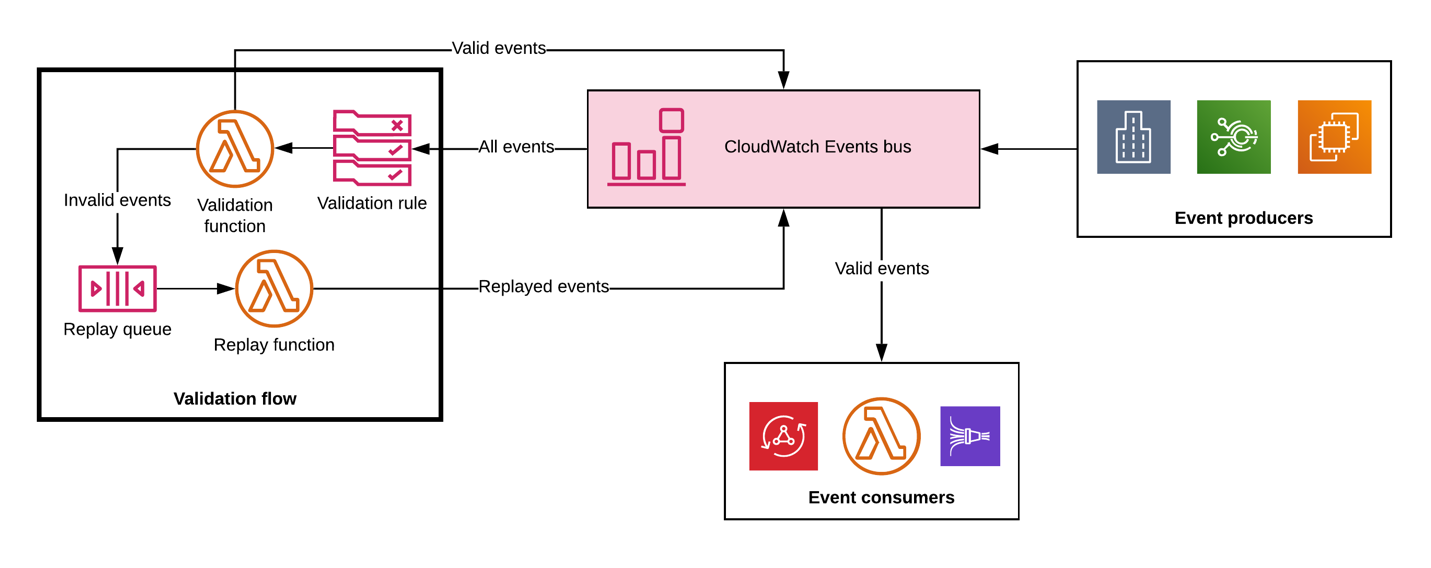 Valid events
All events
CloudWatch Events bus
Event producers
Validation
function
Validation rule
Invalid events
Replay queue
Replay function
Replayed events
Validation flow
Valid events
Event consumers